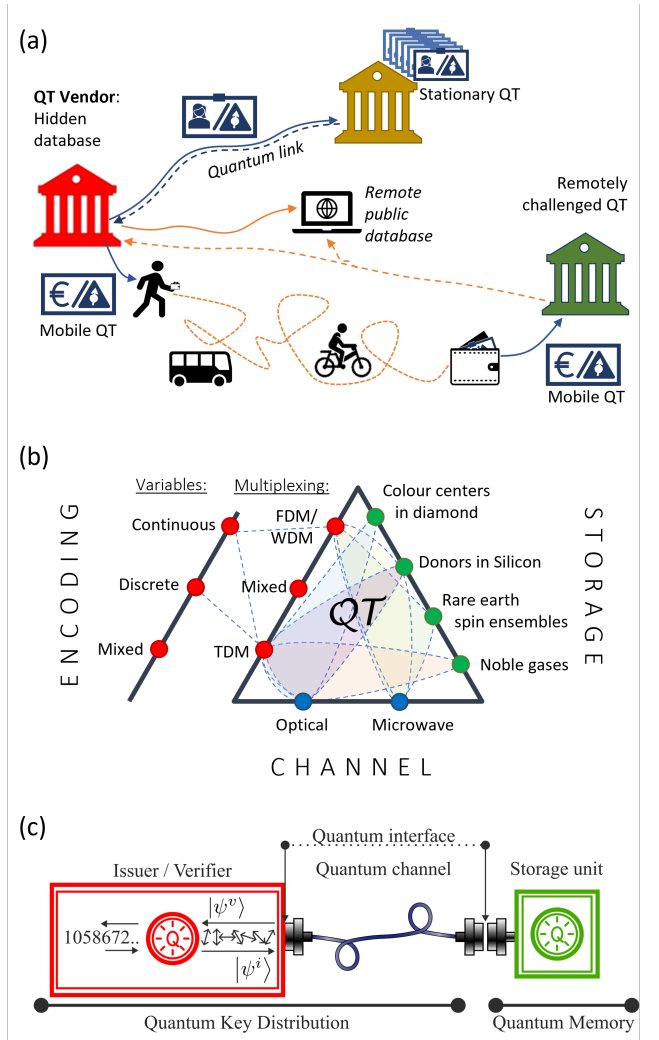 (a)
QT Vendor:
Hidden
database
Stationary QT
Quantum link
Remote
public
database
Remotely
challenged QT
€
Mobile QT
€
Mobile QT
(b)
Variables:
Multiplexing:
ENCODING
Continuous
Discrete
Mixed
FDM/
WDM
Mixed
TDM
QT
Colour centers
in diamond
Donors in Silicon
Rare earth
spin ensembles
Noble gases
STORAGE
Optical
Microwave
CHANNEL
(c)
Quantum interface
Issuer / Verifier
Quantum channel
Storage unit
|ψᵛ⟩
1058672..
Q
|ψⁱ⟩
Q
Quantum Key Distribution
Quantum Memory